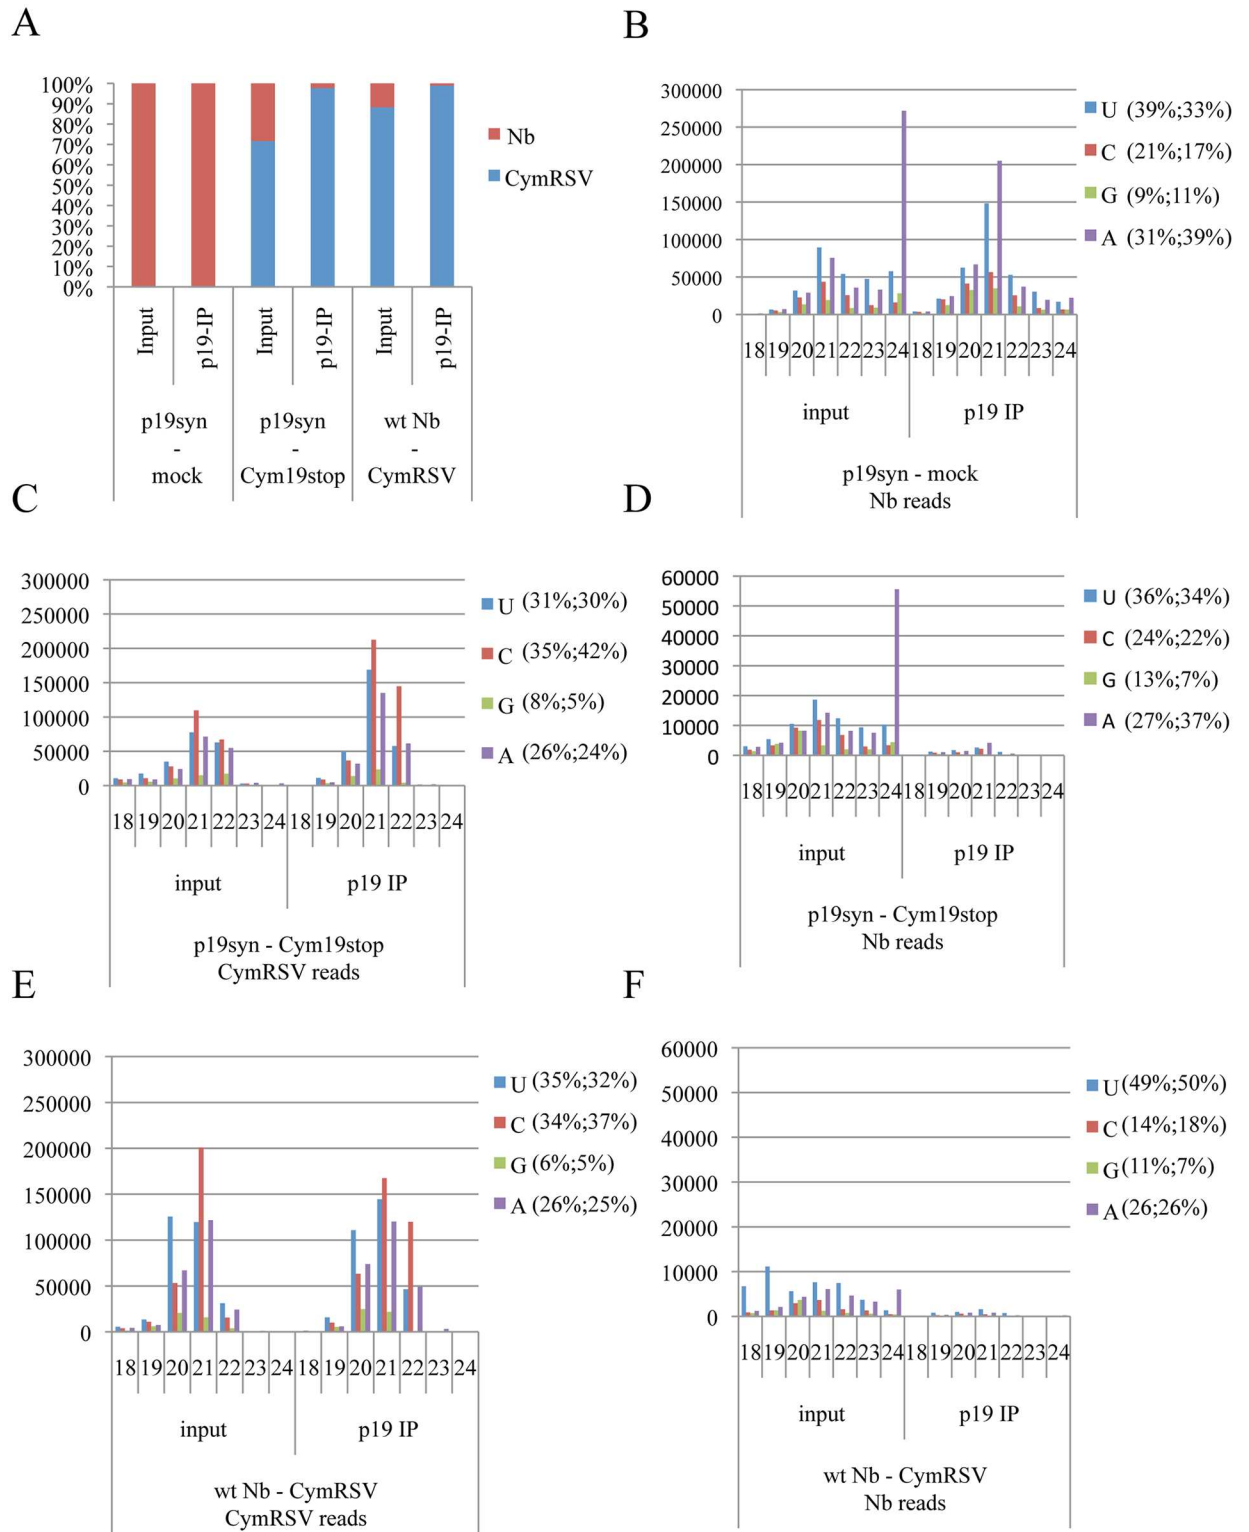 A
100%
90%
80%
70%
60%
50%
40%
30%
20%
10%
0%
Nb
CymRSV
Input
p19-IP
Input
p19-IP
Input
p19-IP
p19syn
-
mock
p19syn
-
Cym19stop
wt Nb
-
CymRSV
B
300000
250000
200000
150000
100000
50000
0
U (39%;33%)
C (21%;17%)
G (9%;11%)
A (31%;39%)
18 19 20 21 22 23 24 18 19 20 21 22 23 24
input p19 IP
p19syn - mock
Nb reads
C
300000
250000
200000
150000
100000
50000
0
U (31%;30%)
C (35%;42%)
G (8%;5%)
A (26%;24%)
18 19 20 21 22 23 24 18 19 20 21 22 23 24
input p19 IP
p19syn - Cym19stop
CymRSV reads
D
60000
50000
40000
30000
20000
10000
0
U (36%;34%)
C (24%;22%)
G (13%;7%)
A (27%;37%)
18 19 20 21 22 23 24 18 19 20 21 22 23 24
input p19 IP
p19syn - Cym19stop
Nb reads
E
300000
250000
200000
150000
100000
50000
0
U (35%;32%)
C (34%;37%)
G (6%;5%)
A (26%;25%)
18 19 20 21 22 23 24 18 19 20 21 22 23 24
input p19 IP
wt Nb - CymRSV
CymRSV reads
F
60000
50000
40000
30000
20000
10000
0
U (49%;50%)
C (14%;18%)
G (11%;7%)
A (26;26%)
18 19 20 21 22 23 24 18 19 20 21 22 23 24
input p19 IP
wt Nb - CymRSV
Nb reads